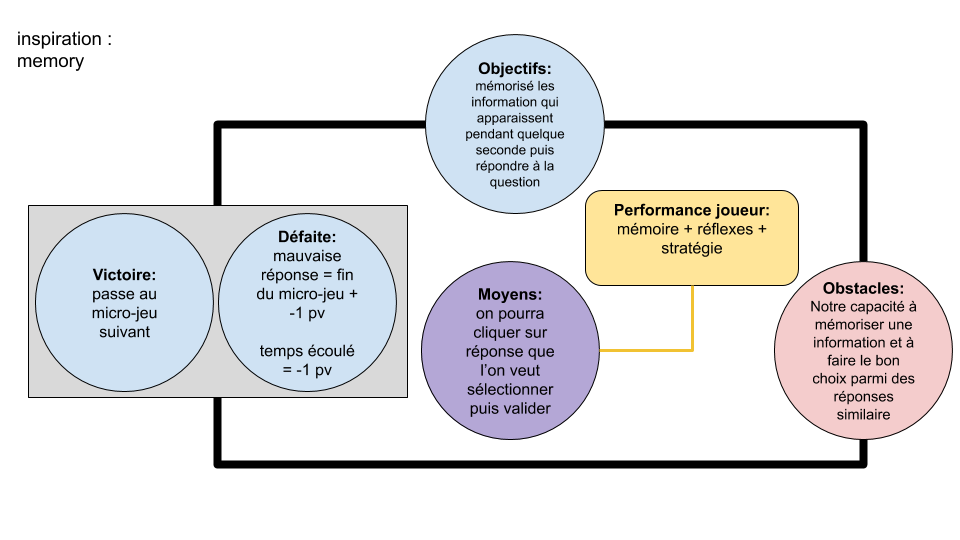 inspiration :
memory
Objectifs:
mémorisé les
information qui
apparaissent
pendant quelque
seconde puis
répondre à la
question
Performance joueur:
mémoire + réflexes +
stratégie
Victoire:
passe au
micro-jeu
suivant
Défaite:
mauvaise
réponse = fin
du micro-jeu +
-1 pv
temps écoulé
= -1 pv
Moyens:
on pourra
cliquer sur
réponse que
l'on veut
sélectionner
puis valider
Obstacles:
Notre capacité à
mémoriser une
information et à
faire le bon
choix parmi des
réponses
similaire